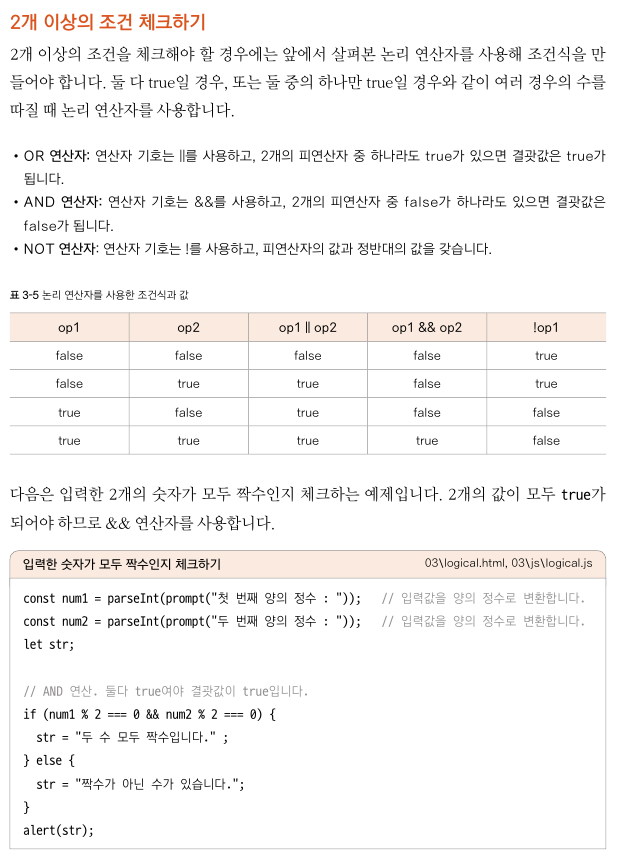 2개 이상의 조건 체크하기
2개 이상의 조건을 체크해야 할 경우에는 앞에서 살펴본 논리 연산자를 사용해 조건식을 만
들어야 합니다. 둘 다 true일 경우, 또는 둘 중의 하나만 true일 경우와 같이 여러 경우의 수를
따질 때 논리 연산자를 사용합니다.
• OR 연산자: 연산자 기호는 ||를 사용하고, 2개의 피연산자 중 하나라도 true가 있으면 결괏값은 true가
됩니다.
• AND 연산자: 연산자 기호는 &&를 사용하고, 2개의 피연산자 중 false가 하나라도 있으면 결괏값은
false가 됩니다.
• NOT 연산자: 연산자 기호는 !를 사용하고, 피연산자의 값과 정반대의 값을 갖습니다.
표 3-5 논리 연산자를 사용한 조건식과 값
op1 op2 op1 || op2 op1 && op2 !op1
false false false false true
false true true false true
true false true false false
true true true true false
다음은 입력한 2개의 숫자가 모두 짝수인지 체크하는 예제입니다. 2개의 값이 모두 true가
되어야 하므로 && 연산자를 사용합니다.
입력한 숫자가 모두 짝수인지 체크하기 03\logical.html, 03\js\logical.js
const num1 = parseInt(prompt("첫 번째 양의 정수 : ")); // 입력값을 양의 정수로 변환합니다.
const num2 = parseInt(prompt("두 번째 양의 정수 : ")); // 입력값을 양의 정수로 변환합니다.
let str;
// AND 연산. 둘다 true여야 결괏값이 true입니다.
if (num1 % 2 === 0 && num2 % 2 === 0) {
str = "두 수 모두 짝수입니다." ;
} else {
str = "짝수가 아닌 수가 있습니다.";
}
alert(str);